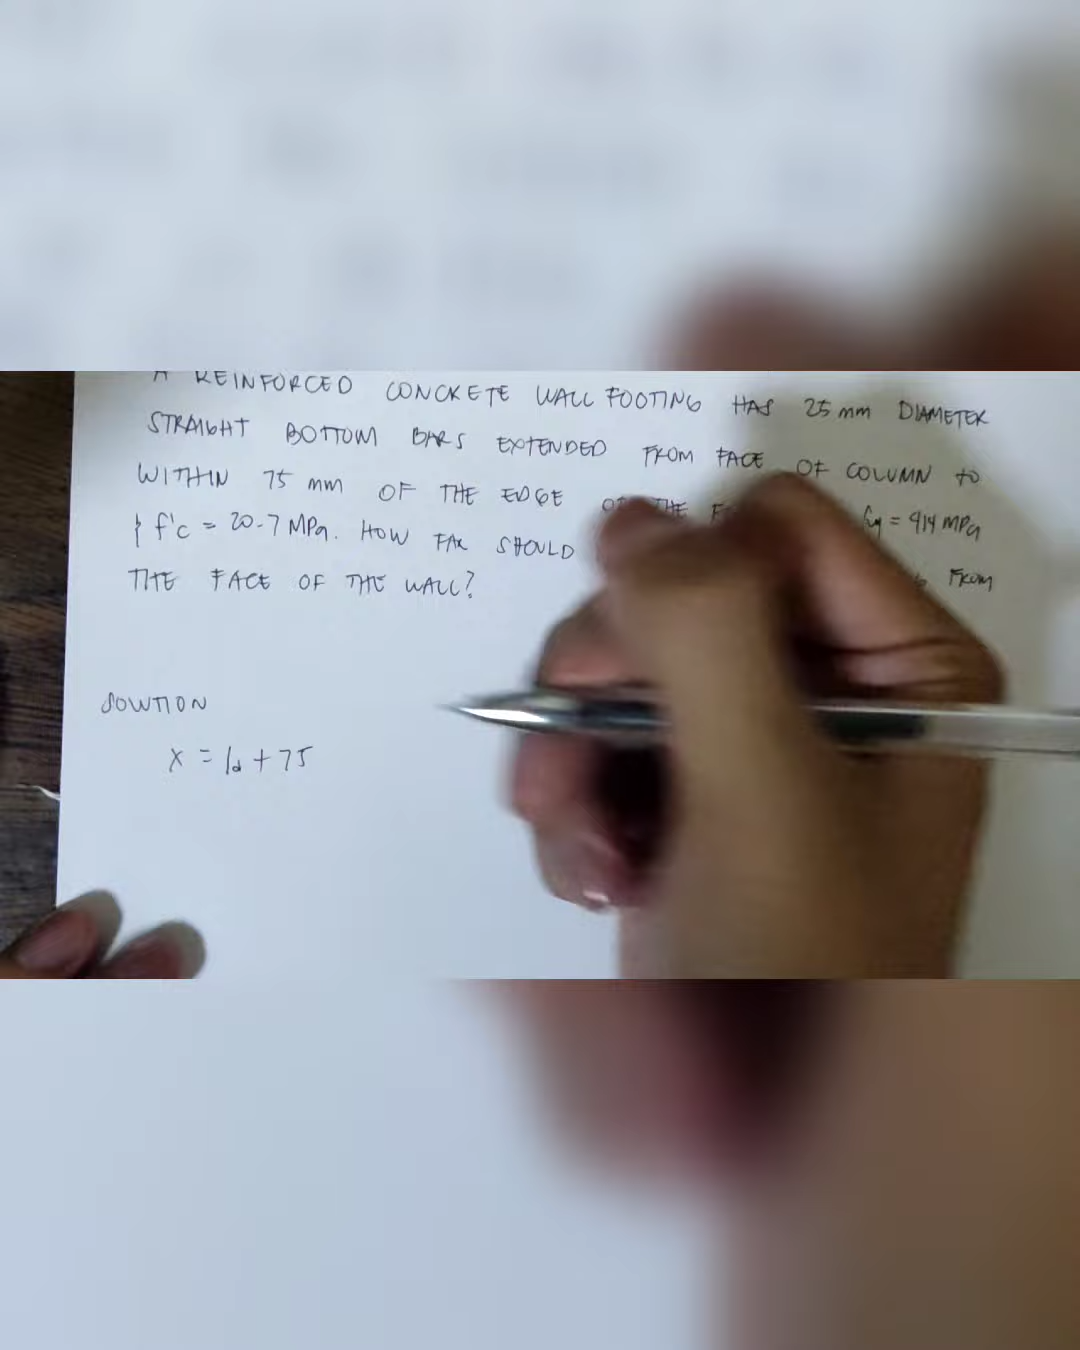 A REINFORCED CONCRETE WALL FOOTING HAS 25 mm DIAMETER
STRAIGHT BOTTOM BARS EXTENDED FROM FACE OF COLUMN to
WITHIN 75 mm OF THE EDGE OF THE fy = 414 MPa
} f'c = 20.7 MPa. HOW FAR SHOULD FROM
THE FACE OF THE WALL?
SOLUTION
x = ld + 75